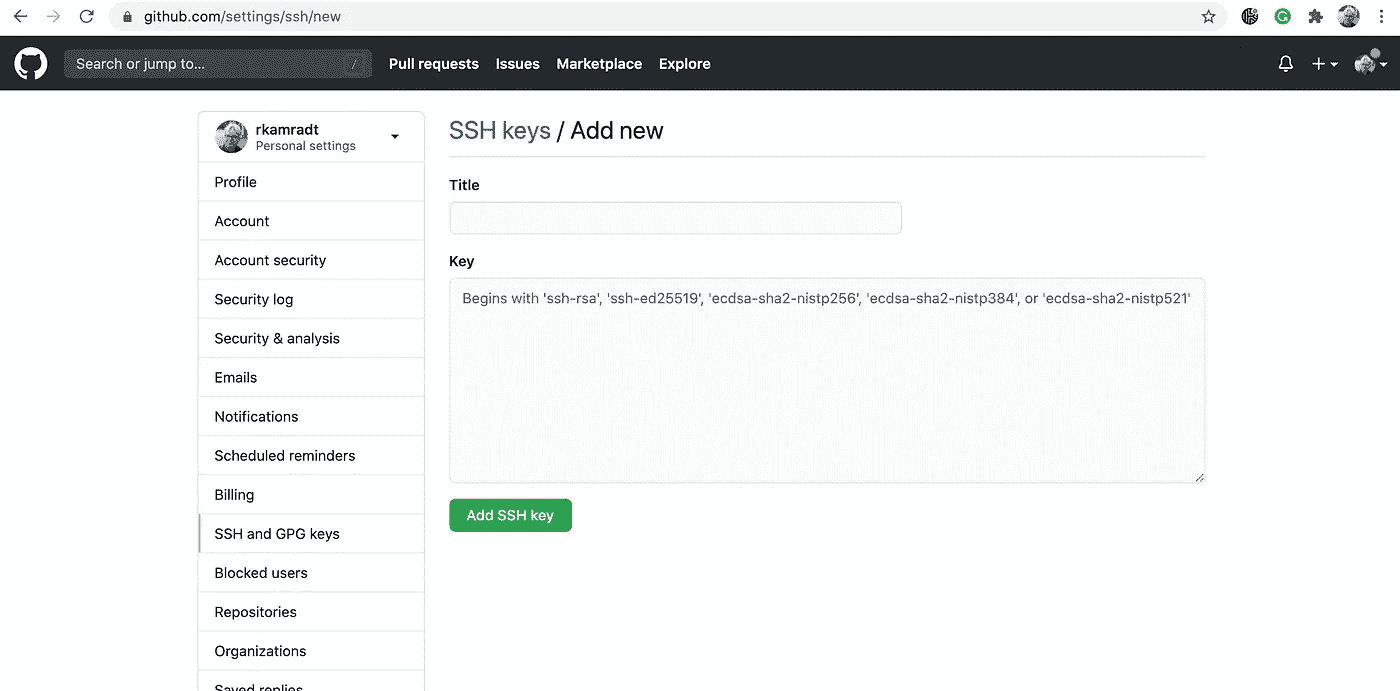 github.com/settings/ssh/new
Search or jump to...
/
Pull requests
Issues
Marketplace
Explore
rkamradt
Personal settings
Profile
Account
Account security
Security log
Security & analysis
Emails
Notifications
Scheduled reminders
Billing
SSH and GPG keys
Blocked users
Repositories
Organizations
Saved replies
SSH keys / Add new
Title
Key
Begins with 'ssh-rsa', 'ssh-ed25519', 'ecdsa-sha2-nistp256', 'ecdsa-sha2-nistp384', or 'ecdsa-sha2-nistp521'
Add SSH key